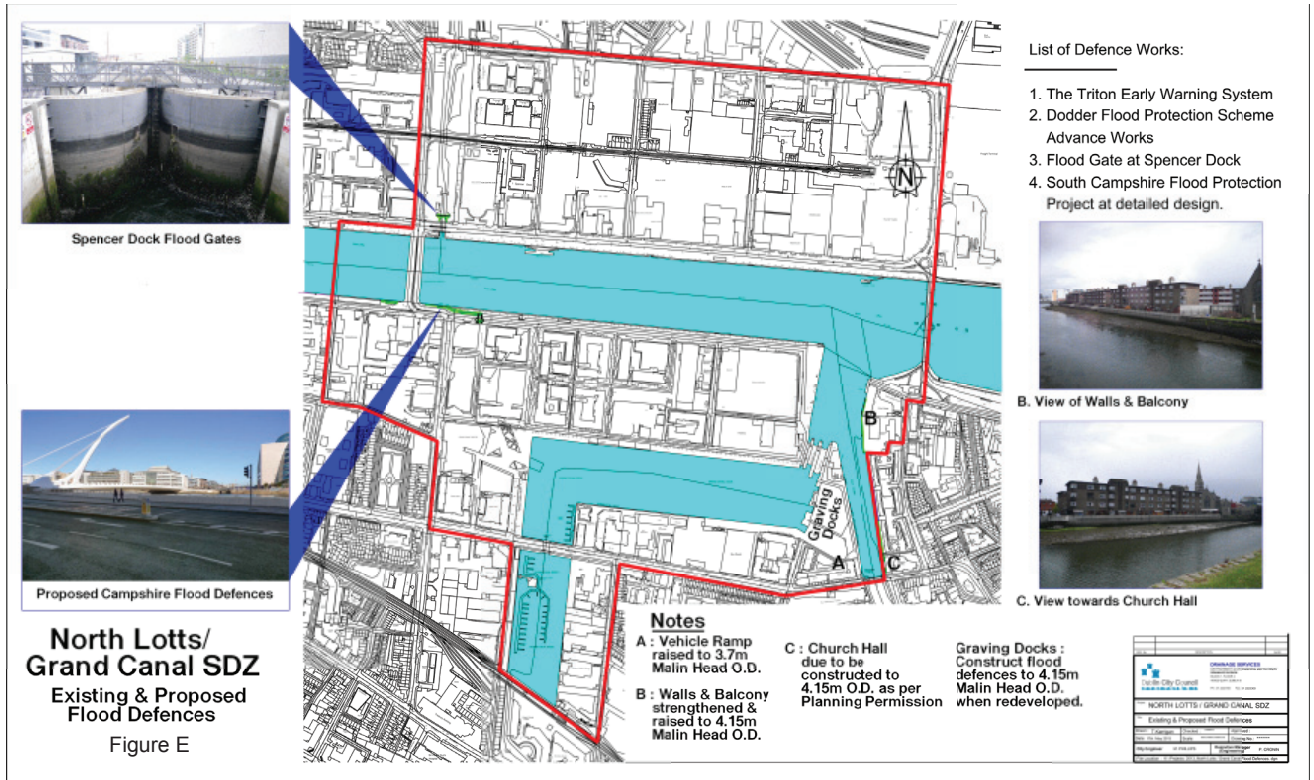 Spencer Dock Flood Gates
Proposed Campshire Flood Defences
North Lotts/
Grand Canal SDZ
Existing & Proposed
Flood Defences
Figure E
N
B
Graving
Docks
A
C
Notes
A : Vehicle Ramp
raised to 3.7m
Malin Head O.D.
B : Walls & Balcony
strengthened &
raised to 4.15m
Malin Head O.D.
C : Church Hall
due to be
constructed to
4.15m O.D. as per
Planning Permission
Graving Docks :
Construct flood
defences to 4.15m
Malin Head O.D.
when redeveloped.
List of Defence Works:
1. The Triton Early Warning System
2. Dodder Flood Protection Scheme
Advance Works
3. Flood Gate at Spencer Dock
4. South Campshire Flood Protection
Project at detailed design.
B. View of Walls & Balcony
C. View towards Church Hall
Dublin City Council
DRAINAGE SERVICES
NORTH LOTTS / GRAND CANAL SDZ
Existing & Proposed Flood Defences
City Engineer